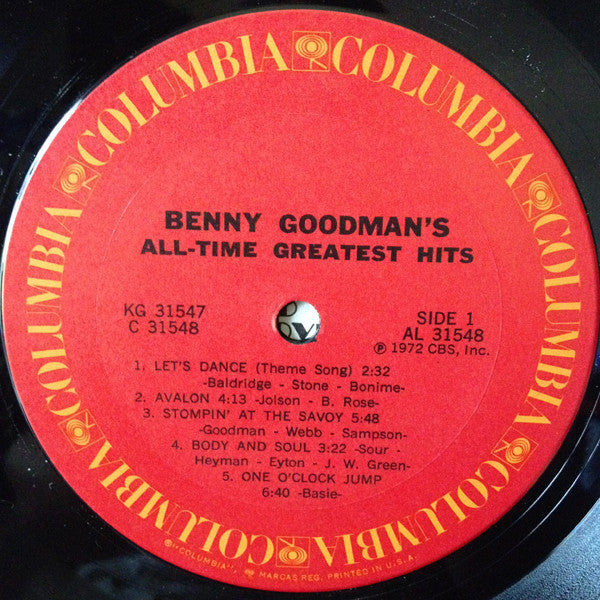 COLUMBIA COLUMBIA COLUMBIA COLUMBIA COLUMBIA COLUMBIA
BENNY GOODMAN'S
ALL-TIME GREATEST HITS
KG 31547
C 31548
SIDE 1
AL 31548
Ⓟ 1972 CBS, Inc.
1. LET'S DANCE (Theme Song) 2:32
-Baldridge - Stone - Bonime-
2. AVALON 4:13 -Jolson - B. Rose-
3. STOMPIN' AT THE SAVOY 5:48
-Goodman - Webb - Sampson-
4. BODY AND SOUL 3:22 -Sour -
Heyman - Eyton - J. W. Green-
5. ONE O'CLOCK JUMP
6:40 -Basie-
©"COLUMBIA", MARCAS REG. PRINTED IN U.S.A.